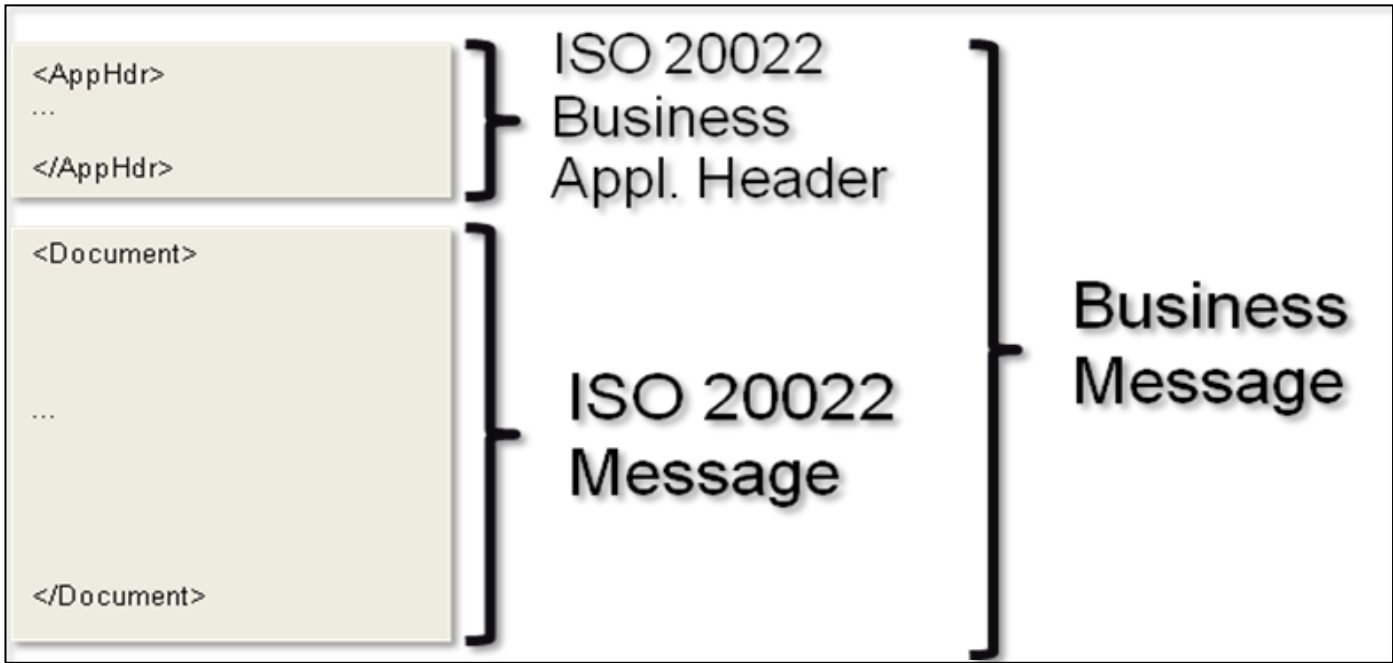 <AppHdr>
...
</AppHdr>
ISO 20022
Business
Appl. Header
<Document>
...
</Document>
ISO 20022
Message
Business
Message